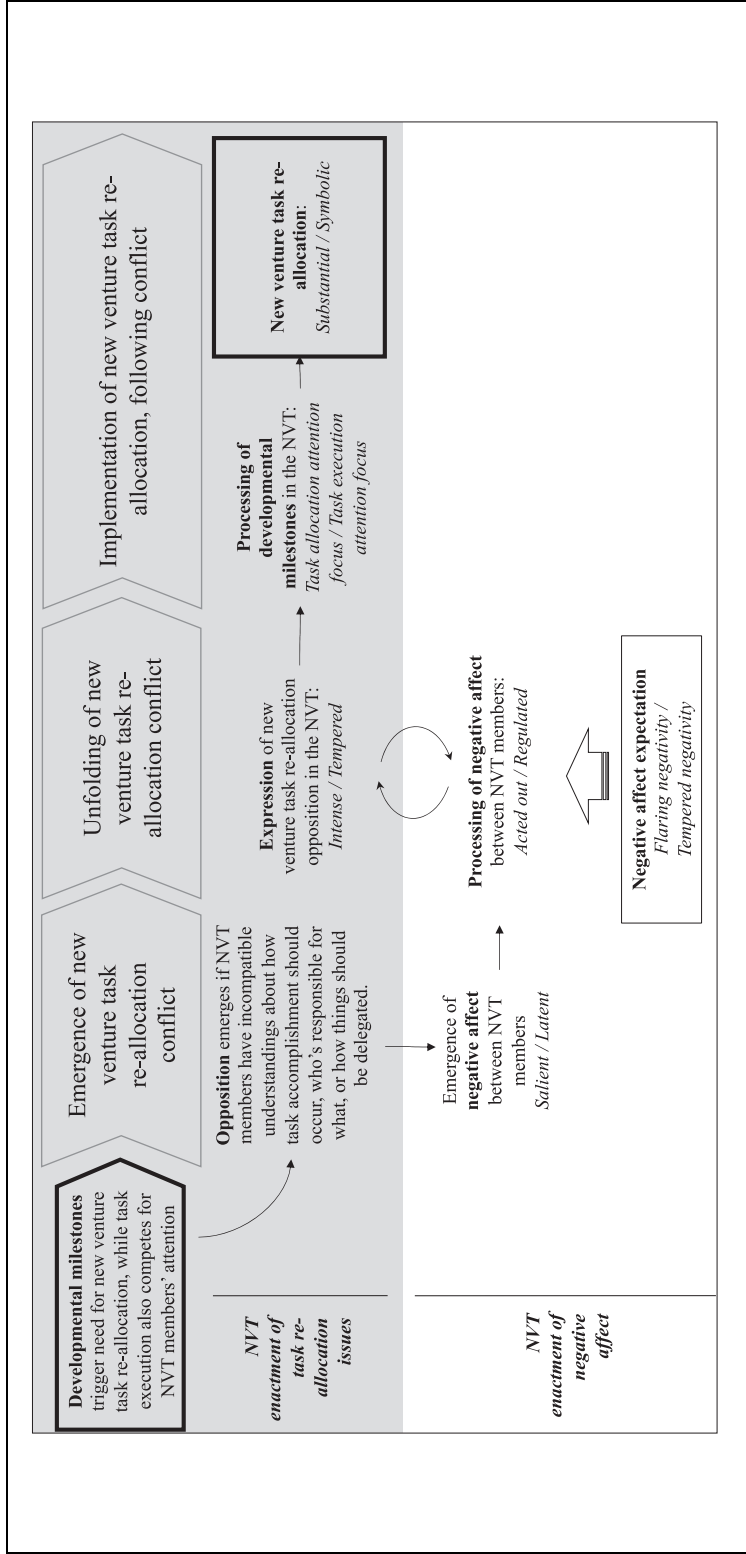 Developmental milestones
trigger need for new venture
task re-allocation, while task
execution also competes for
NVT members’ attention
Emergence of new
venture task
re-allocation
conflict
Unfolding of new
venture task re-
allocation conflict
Implementation of new venture task re-
allocation, following conflict
NVT
enactment of
task re-
allocation
issues
Opposition emerges if NVT
members have incompatible
understandings about how
task accomplishment should
occur, who’s responsible for
what, or how things should
be delegated.
Expression of new
venture task re-allocation
opposition in the NVT:
Intense / Tempered
Processing of
developmental
milestones in the NVT:
Task allocation attention
focus / Task execution
attention focus
New venture task re-
allocation:
Substantial / Symbolic
NVT
enactment of
negative
affect
Emergence of
negative affect
between NVT
members
Salient / Latent
Processing of negative affect
between NVT members:
Acted out / Regulated
Negative affect expectation
Flaring negativity /
Tempered negativity